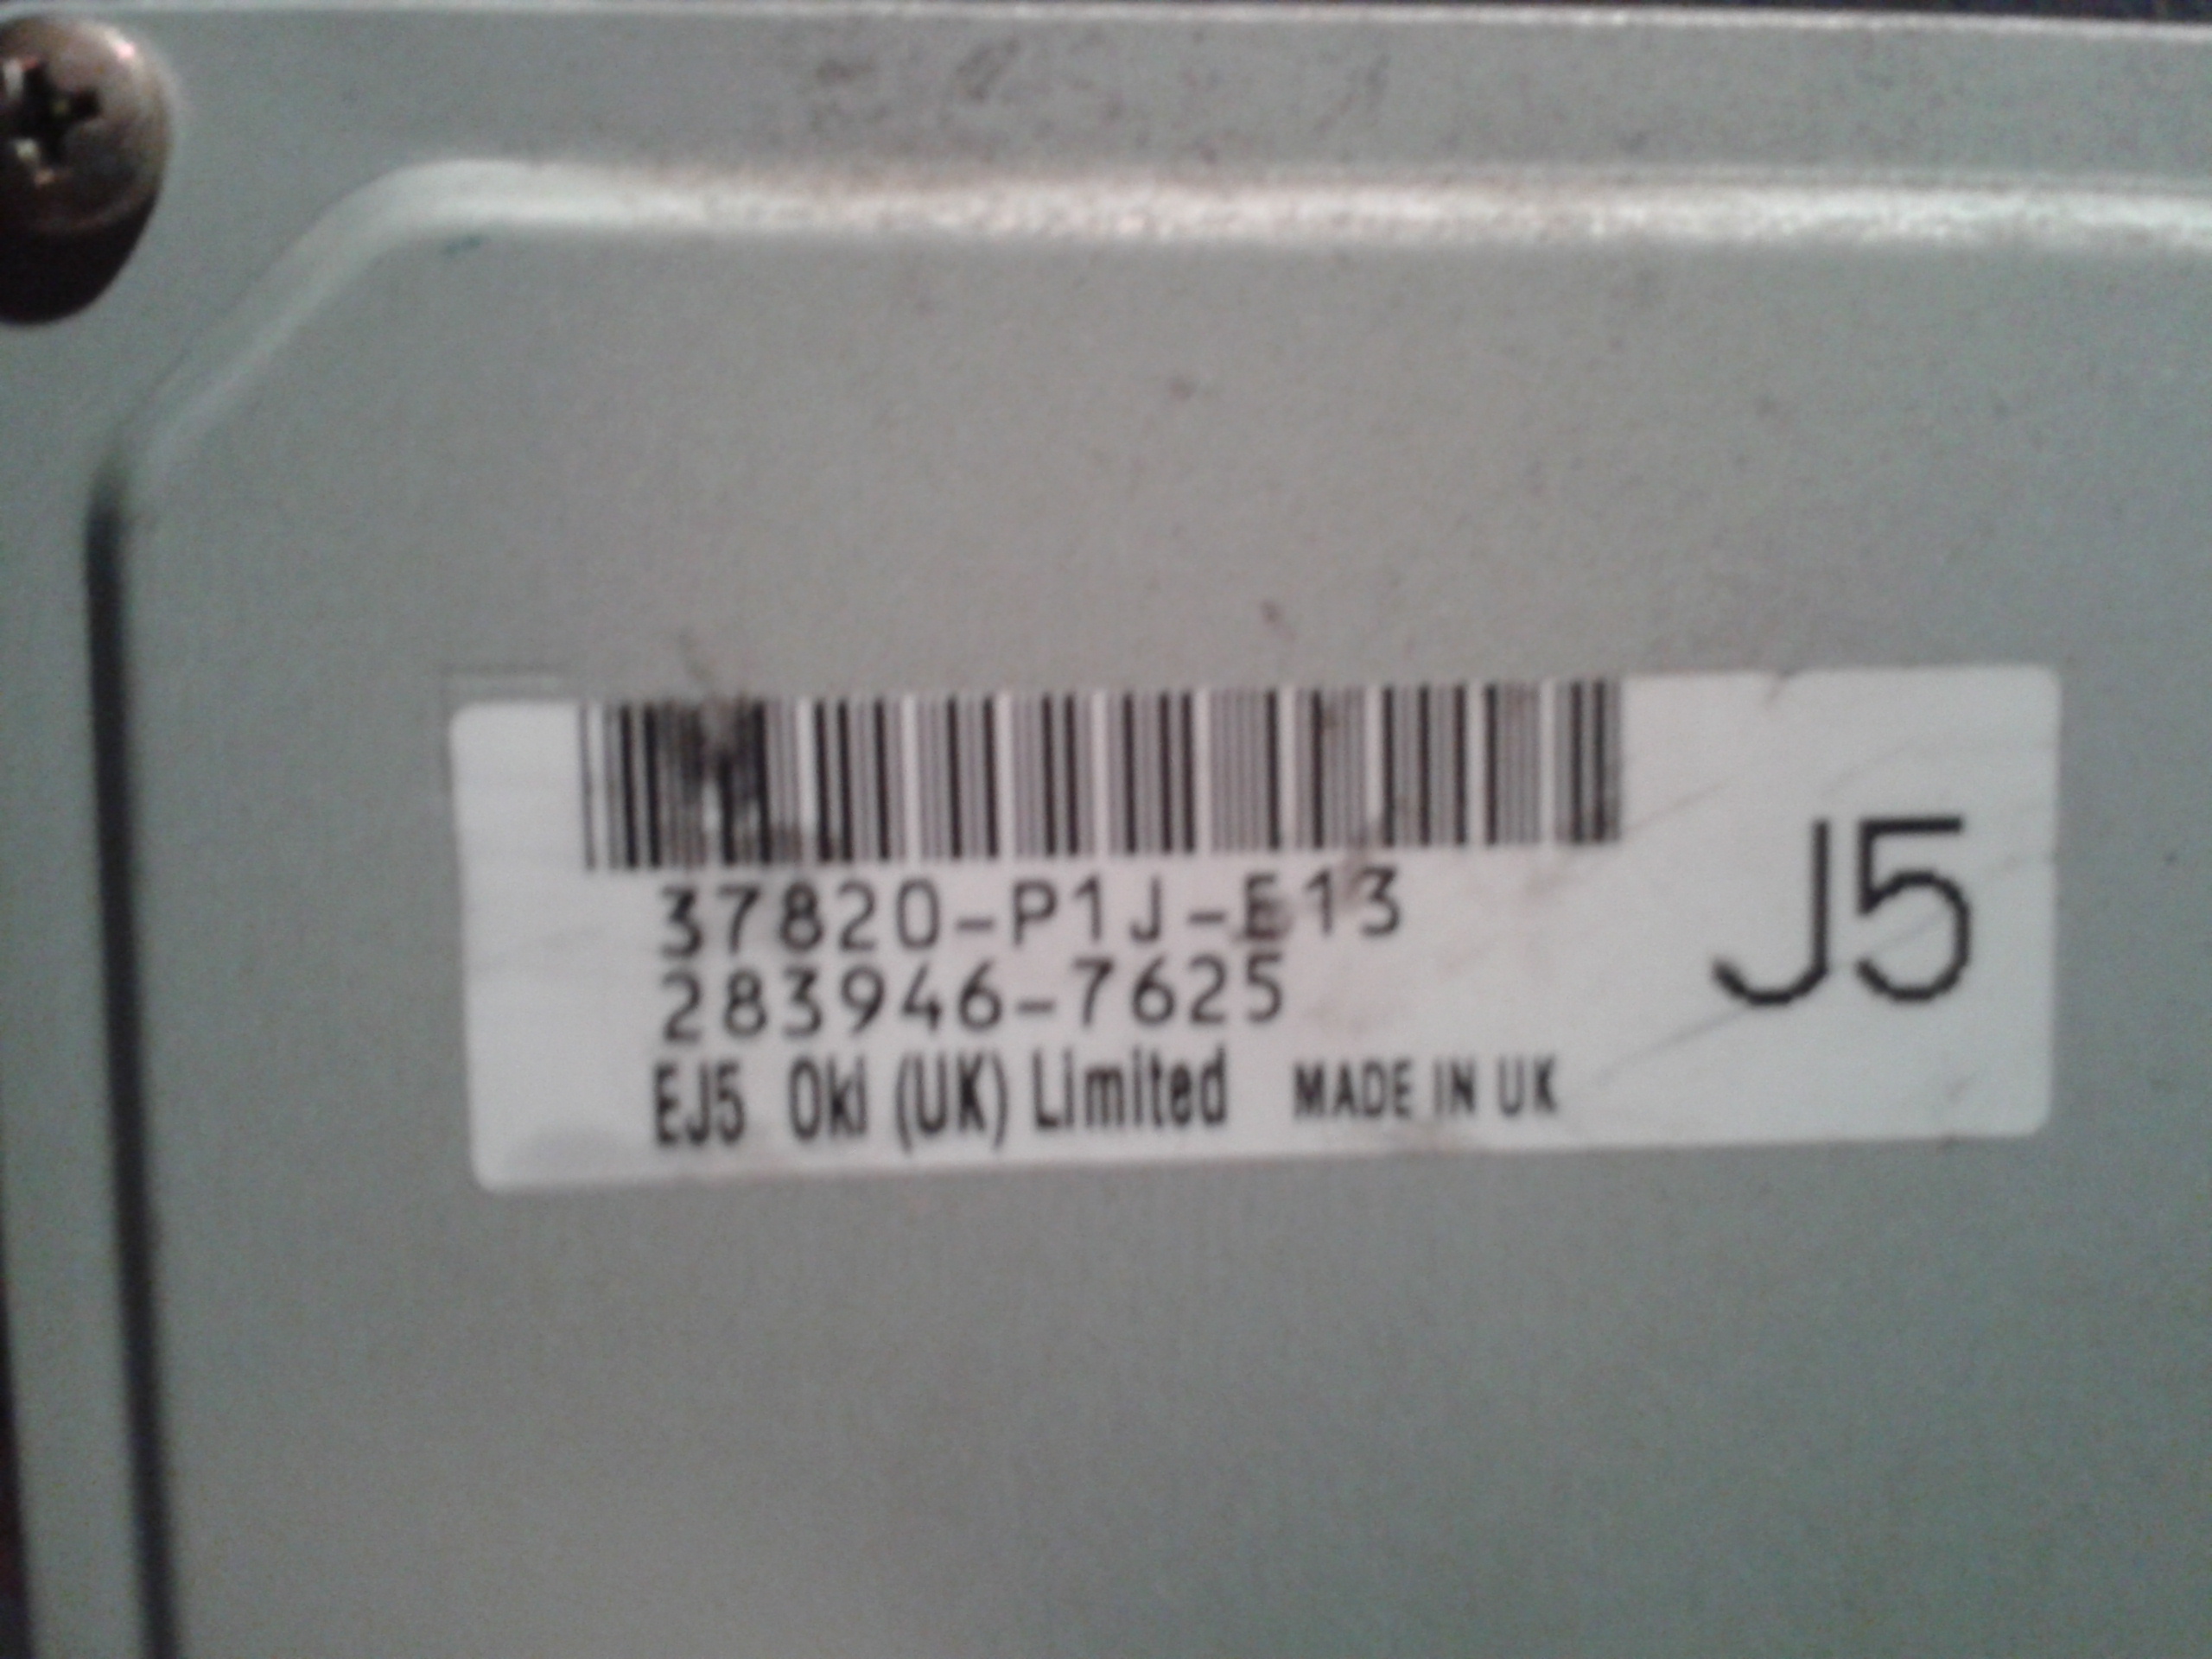 37820-P1J-E13
283946-7625
EJ5 Oki (UK) Limited MADE IN UK
J5